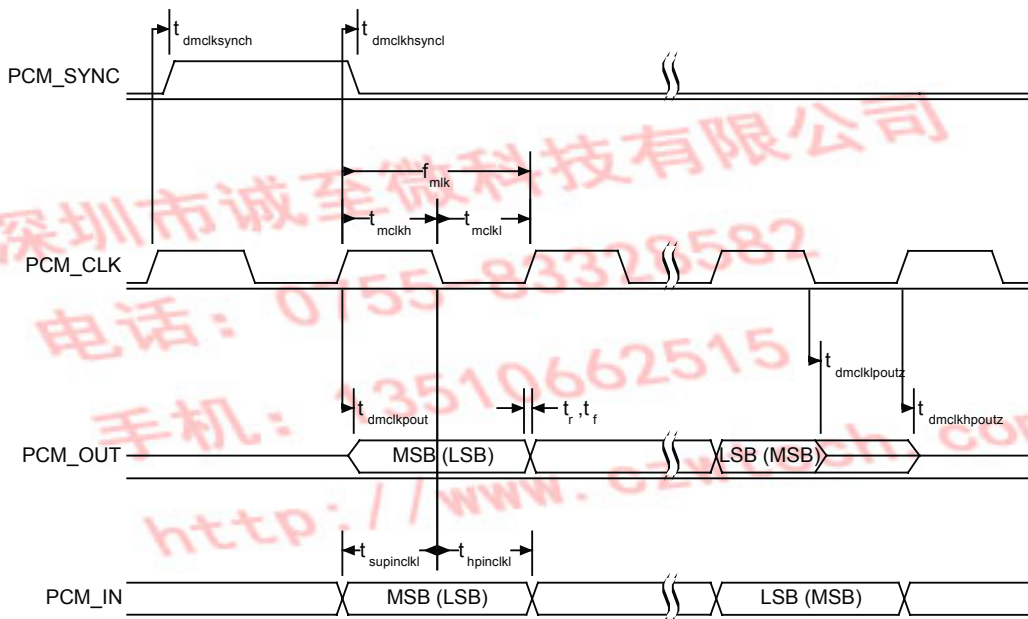 t dmclksynch
t dmclkhsyncl
PCM_SYNC
f mlk
t mclkh
t mclkl
PCM_CLK
t dmclklpoutz
t dmclkpout
t r ,t f
t dmclkhpoutz
PCM_OUT
MSB (LSB)
LSB (MSB)
t supinclkl
t hpinclkl
PCM_IN
MSB (LSB)
LSB (MSB)
深圳市诚至微科技有限公司
电话：0755-83328582
手机：13510662515
http://www.czwtech.com